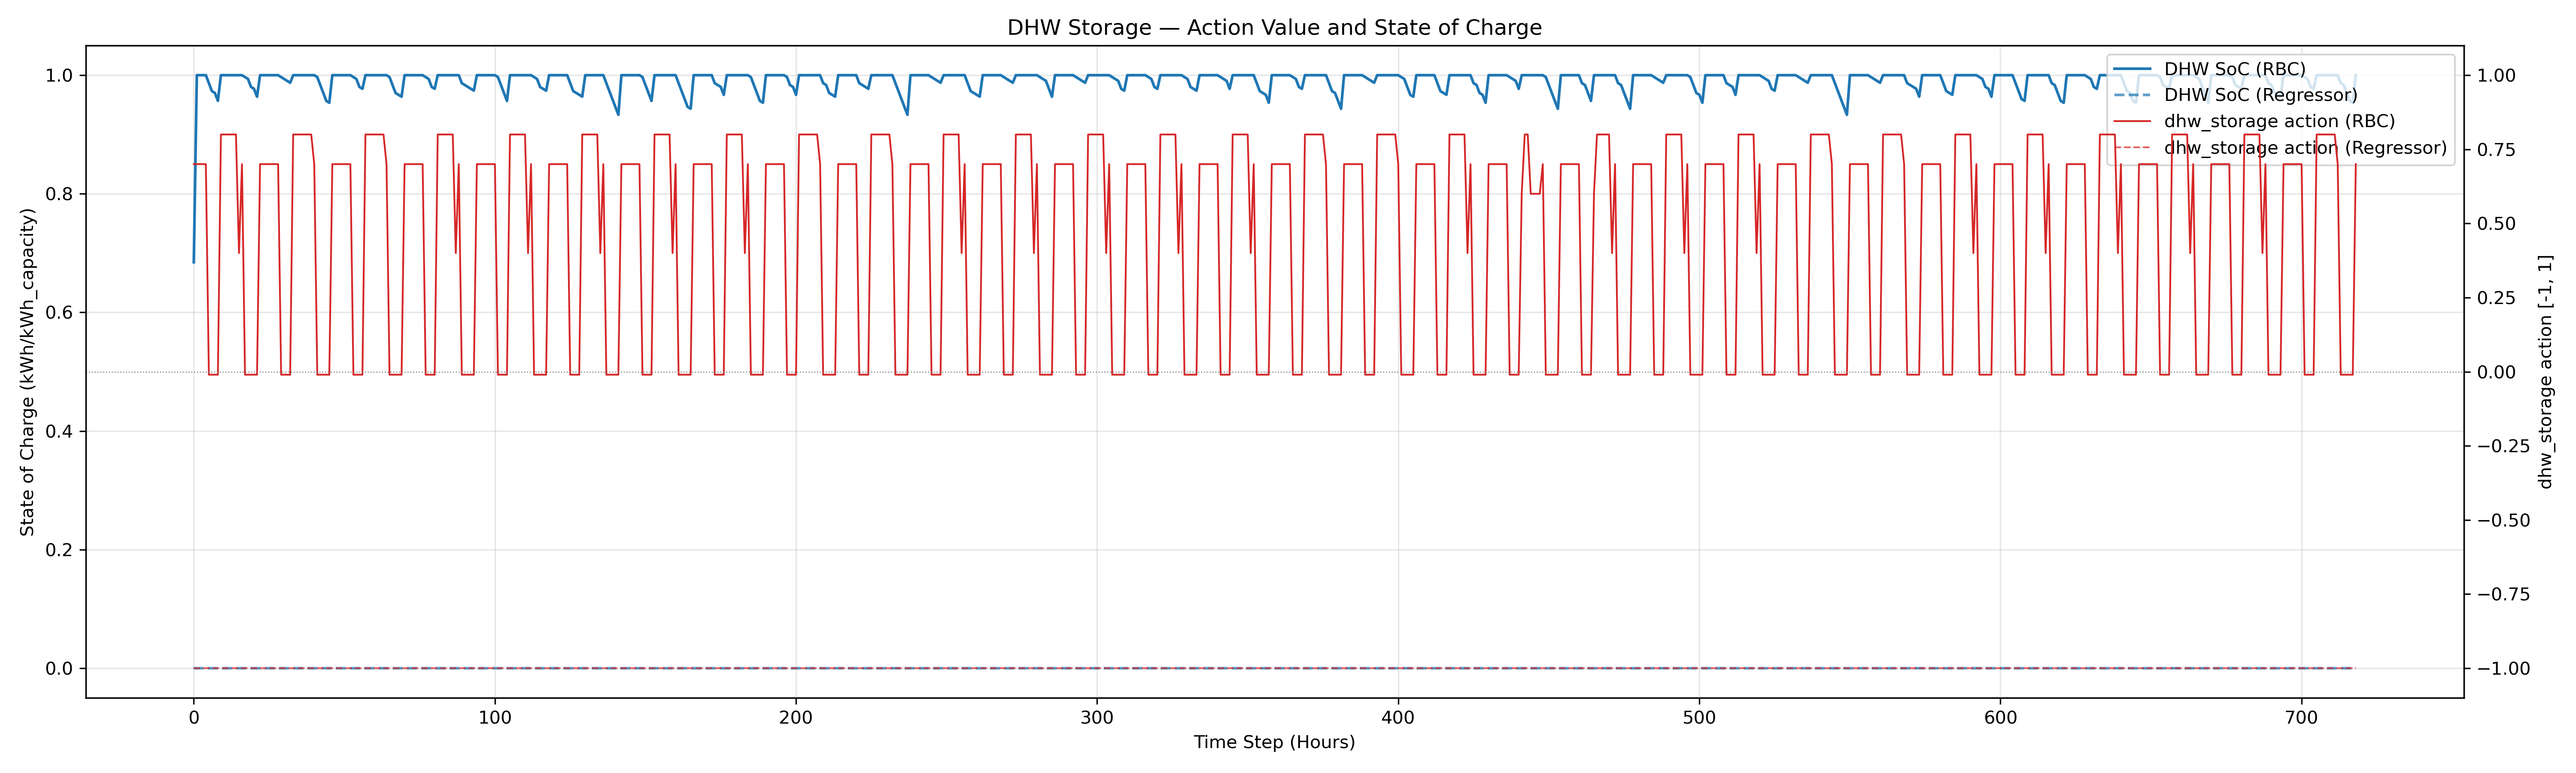 DHW Storage — Action Value and State of Charge
State of Charge (kWh/kWh_capacity)
1.0
0.8
0.6
0.4
0.2
0.0
DHW SoC (RBC)
DHW SoC (Regressor)
dhw_storage action (RBC)
dhw_storage action (Regressor)
1.00
0.75
0.50
0.25
0.00
−0.25
−0.50
−0.75
−1.00
dhw_storage action [-1, 1]
0 100 200 300 400 500 600 700
Time Step (Hours)